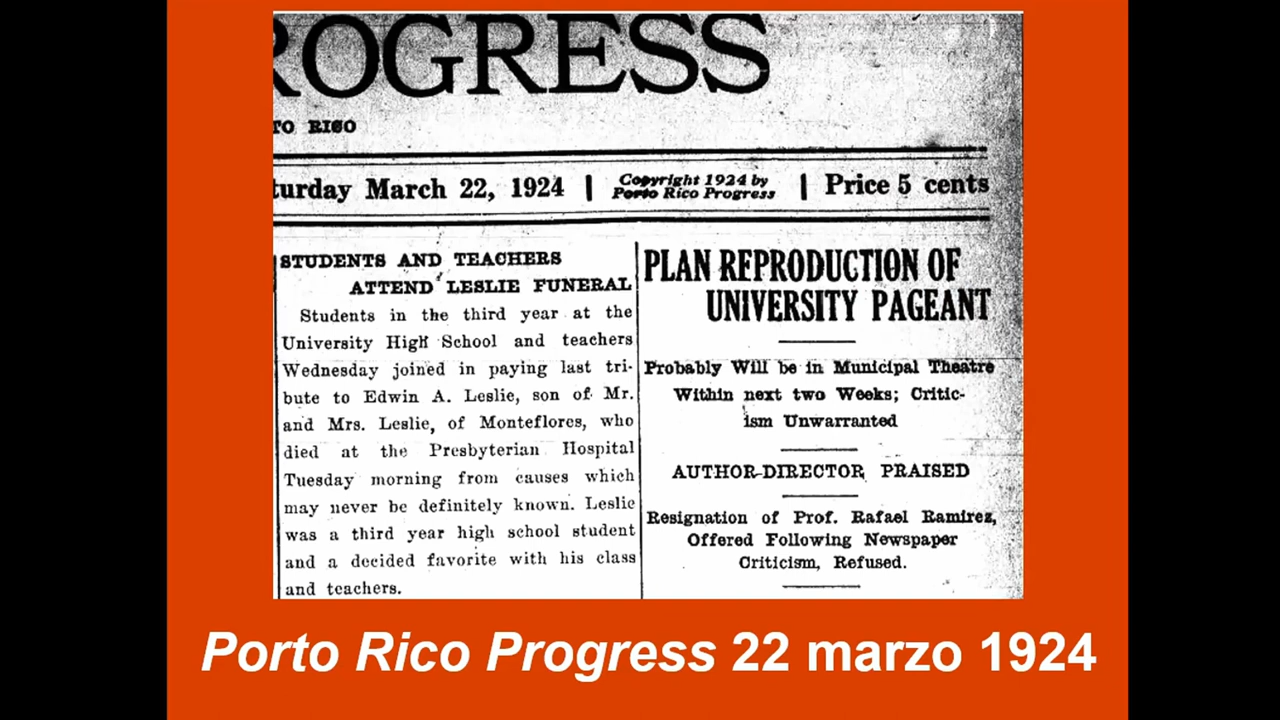 ROGRESS
TO RICO
turday March 22, 1924 | Copyright 1924 by Porto Rico Progress | Price 5 cents
STUDENTS AND TEACHERS
ATTEND LESLIE FUNERAL
Students in the third year at the
University High School and teachers
Wednesday joined in paying last tri-
bute to Edwin A. Leslie, son of Mr.
and Mrs. Leslie, of Monteflores, who
died at the Presbyterian Hospital
Tuesday morning from causes which
may never be definitely known. Leslie
was a third year high school student
and a decided favorite with his class
and teachers.
PLAN REPRODUCTION OF
UNIVERSITY PAGEANT
Probably Will be in Municipal Theatre
Within next two Weeks; Critic-
ism Unwarranted
AUTHOR-DIRECTOR PRAISED
Resignation of Prof. Rafael Ramirez,
Offered Following Newspaper
Criticism, Refused.
Porto Rico Progress 22 marzo 1924